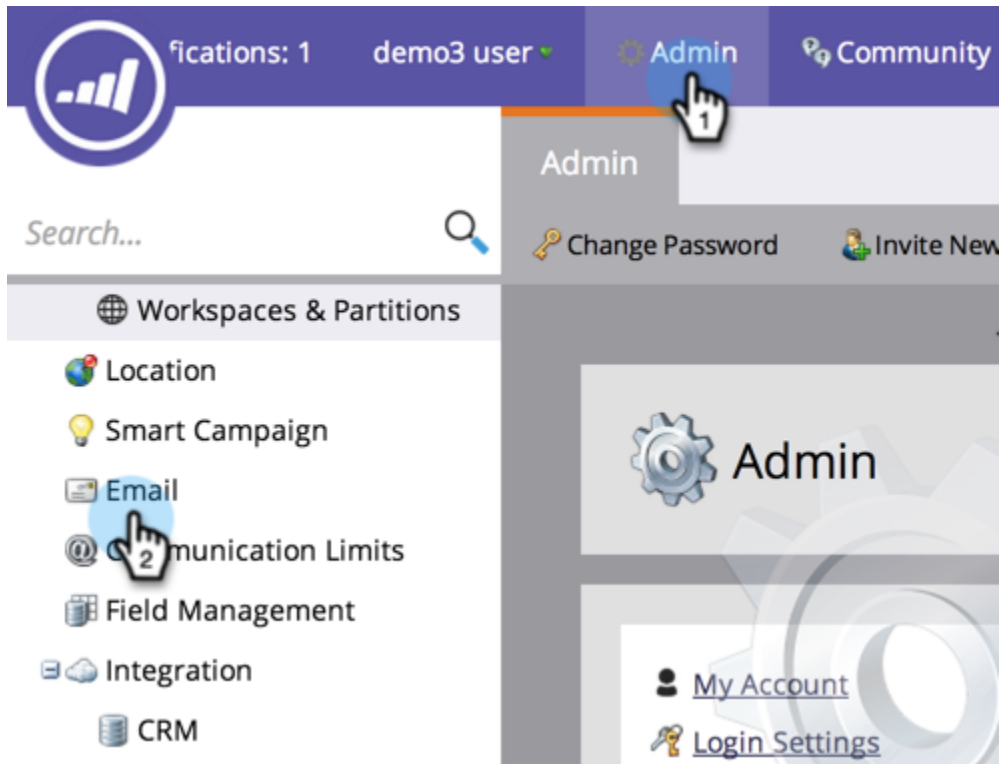 fications: 1
demo3 user
Admin
Community
1
Admin
Search...
Change Password
Invite New
Workspaces & Partitions
Location
Smart Campaign
Email
2
munication Limits
Field Management
Integration
CRM
Admin
My Account
Login Settings